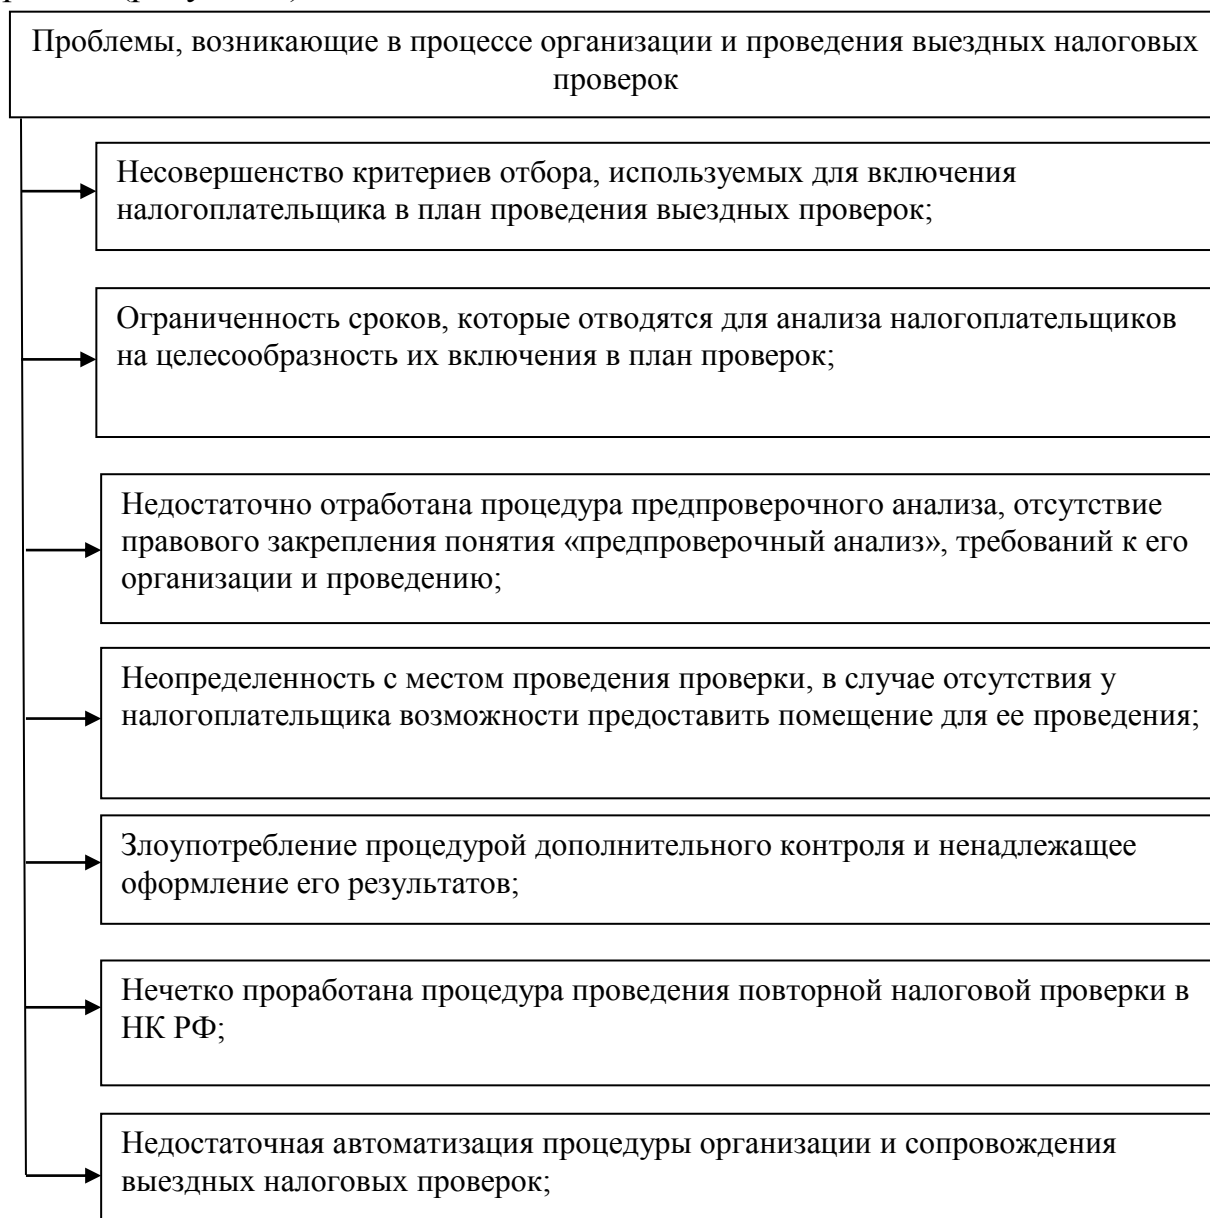 Проблемы, возникающие в процессе организации и проведения выездных налоговых
проверок
Несовершенство критериев отбора, используемых для включения
налогоплательщика в план проведения выездных проверок;
Ограниченность сроков, которые отводятся для анализа налогоплательщиков
на целесообразность их включения в план проверок;
Недостаточно отработана процедура предпроверочного анализа, отсутствие
правового закрепления понятия «предпроверочный анализ», требований к его
организации и проведению;
Неопределенность с местом проведения проверки, в случае отсутствия у
налогоплательщика возможности предоставить помещение для ее проведения;
Злоупотребление процедурой дополнительного контроля и ненадлежащее
оформление его результатов;
Нечетко проработана процедура проведения повторной налоговой проверки в
НК РФ;
Недостаточная автоматизация процедуры организации и сопровождения
выездных налоговых проверок;